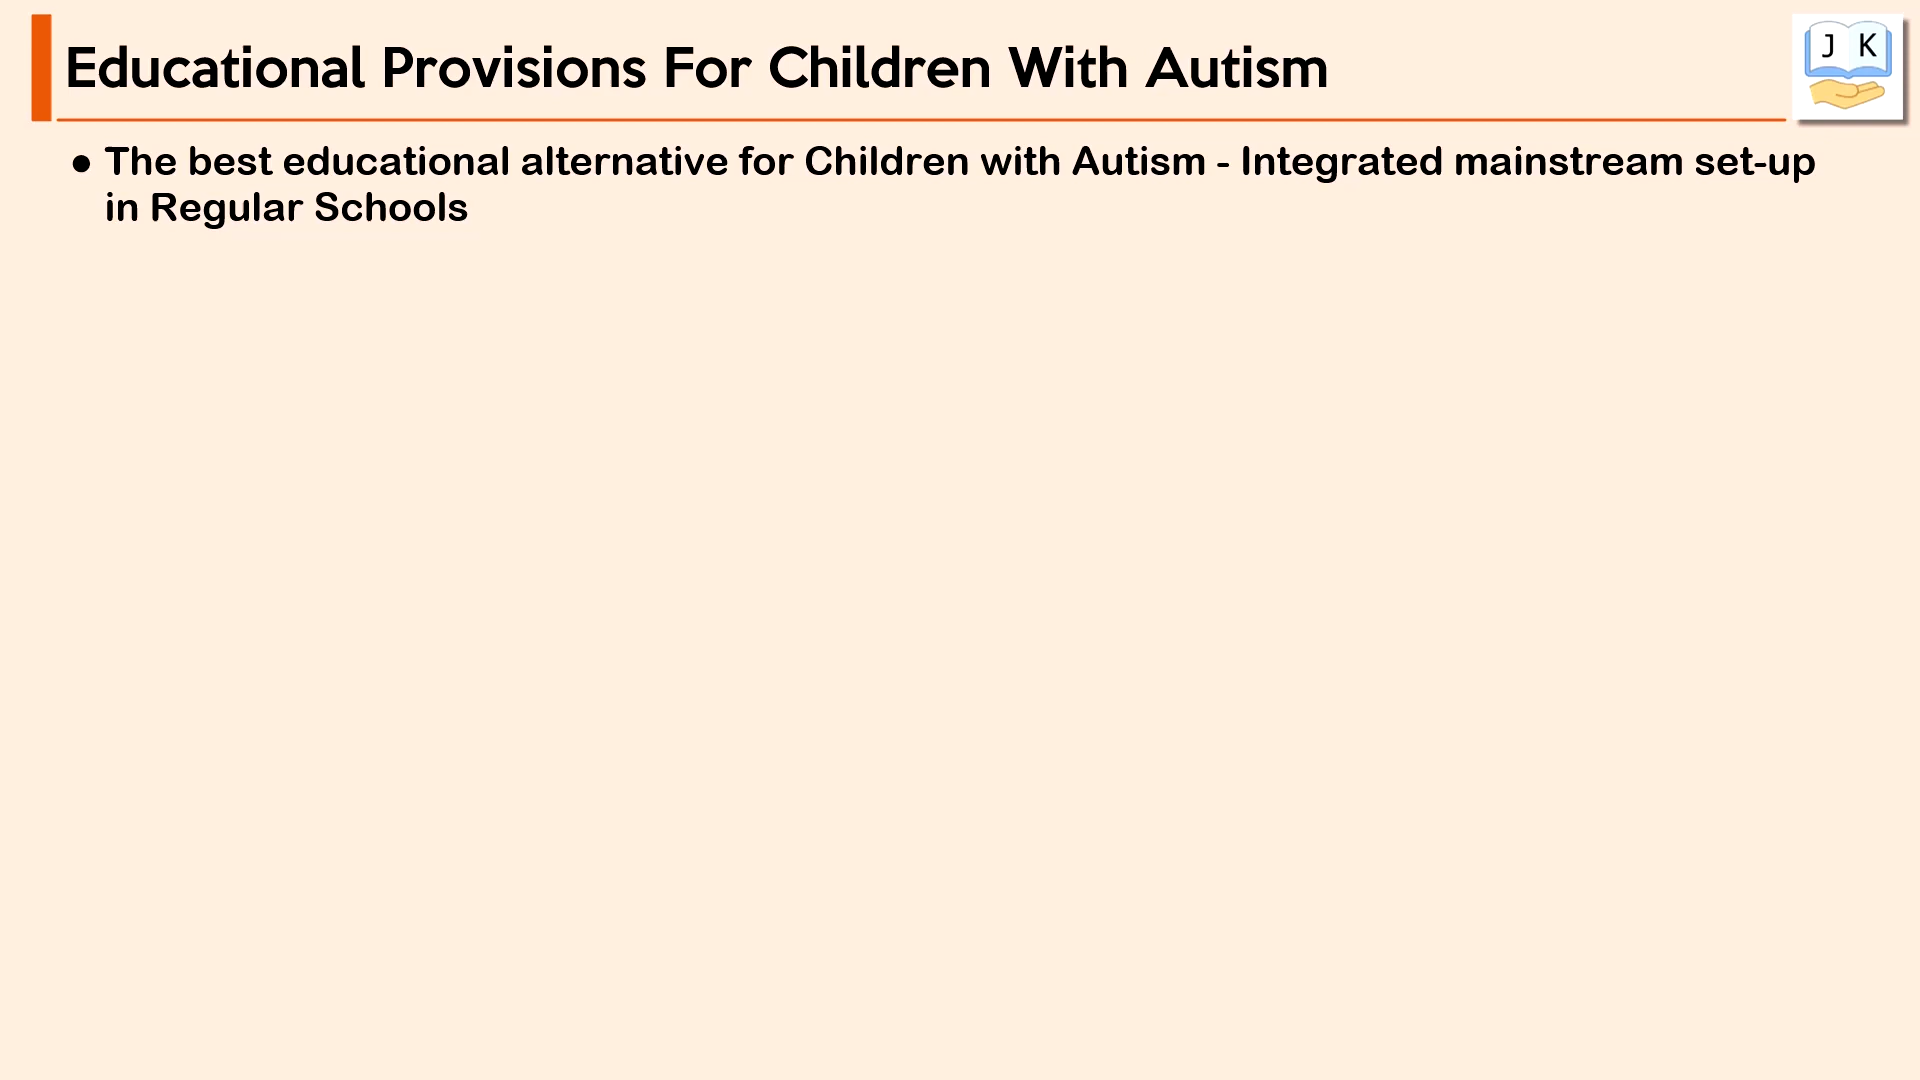 Educational Provisions For Children With Autism
J K
● The best educational alternative for Children with Autism - Integrated mainstream set-up
in Regular Schools